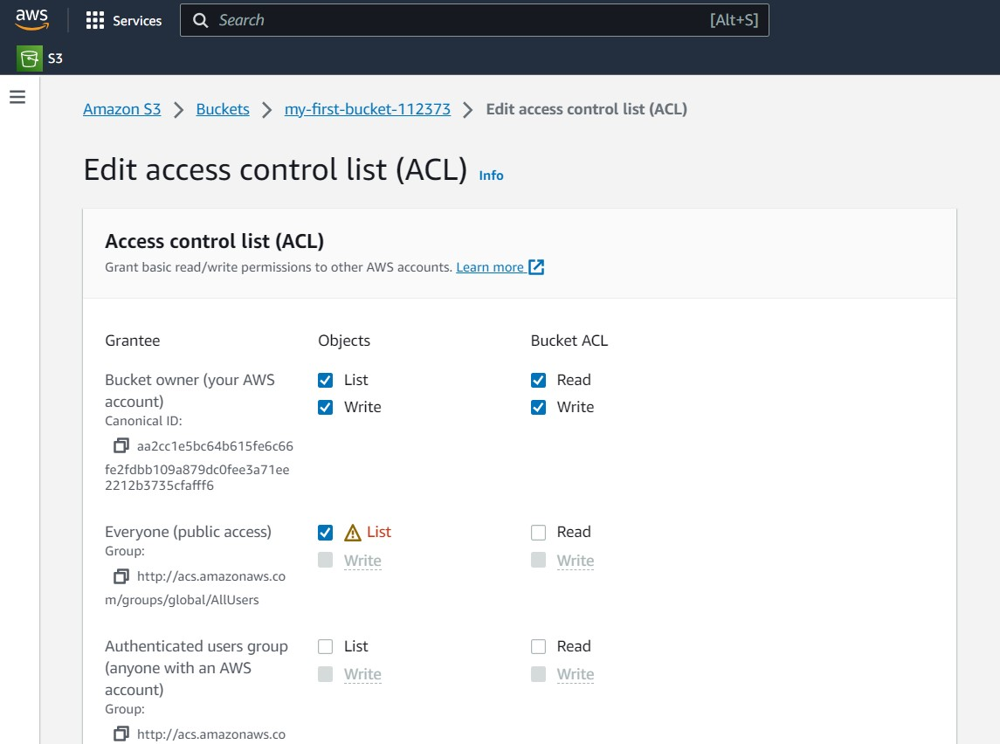 aws Services Search [Alt+S]
S3
Amazon S3 Buckets my-first-bucket-112373 Edit access control list (ACL)
Edit access control list (ACL) Info
Access control list (ACL)
Grant basic read/write permissions to other AWS accounts. Learn more
Grantee Objects Bucket ACL
Bucket owner (your AWS List Read
account) Write Write
Canonical ID:
aa2cc1e5bc64b615fe6c66
fe2fdbb109a879dc0fee3a71ee
2212b3735cfafff6
Everyone (public access) List Read
Group: Write Write
http://acs.amazonaws.co
m/groups/global/AllUsers
Authenticated users group List Read
(anyone with an AWS Write Write
account)
Group:
http://acs.amazonaws.co